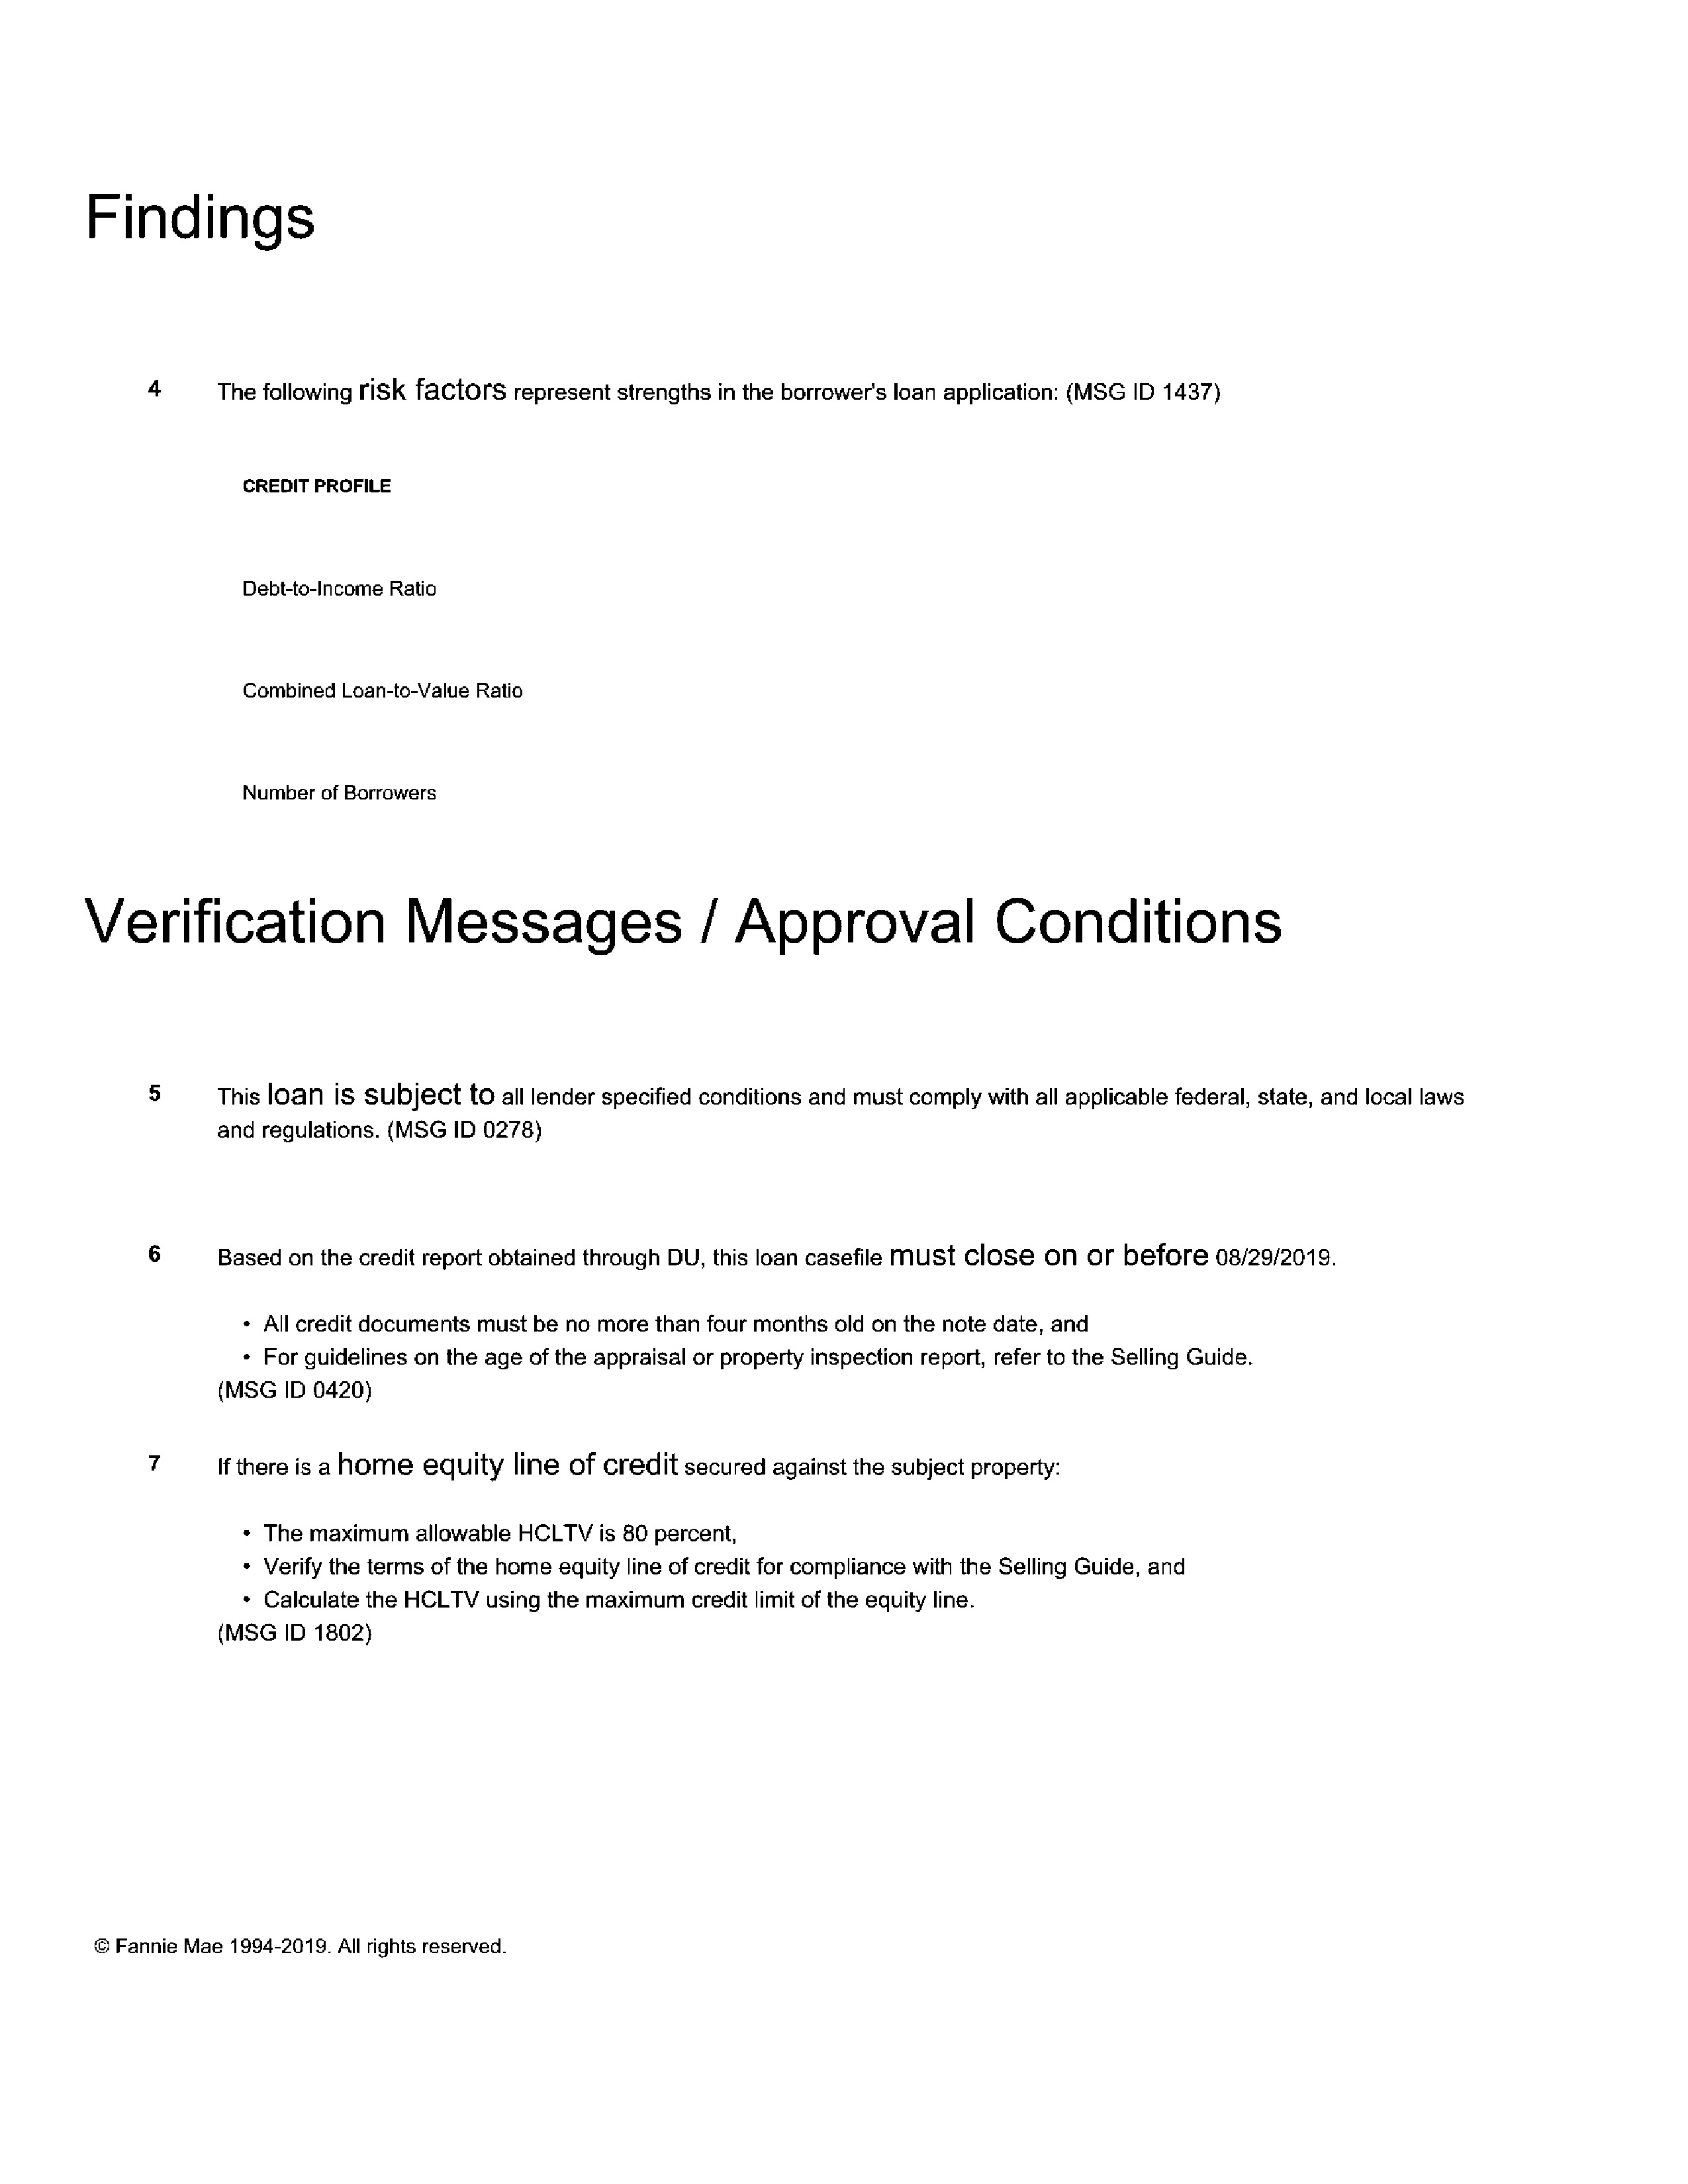 Findings
4 The following risk factors represent strengths in the borrower's loan application: (MSG ID 1437)
CREDIT PROFILE
Debt-to-Income Ratio
Combined Loan-to-Value Ratio
Number of Borrowers
Verification Messages / Approval Conditions
5 This loan is subject to all lender specified conditions and must comply with all applicable federal, state, and local laws
and regulations. (MSG ID 0278)
6 Based on the credit report obtained through DU, this loan casefile must close on or before 08/29/2019.
• All credit documents must be no more than four months old on the note date, and
• For guidelines on the age of the appraisal or property inspection report, refer to the Selling Guide.
(MSG ID 0420)
7 If there is a home equity line of credit secured against the subject property:
• The maximum allowable HCLTV is 80 percent,
• Verify the terms of the home equity line of credit for compliance with the Selling Guide, and
• Calculate the HCLTV using the maximum credit limit of the equity line.
(MSG ID 1802)
© Fannie Mae 1994-2019. All rights reserved.